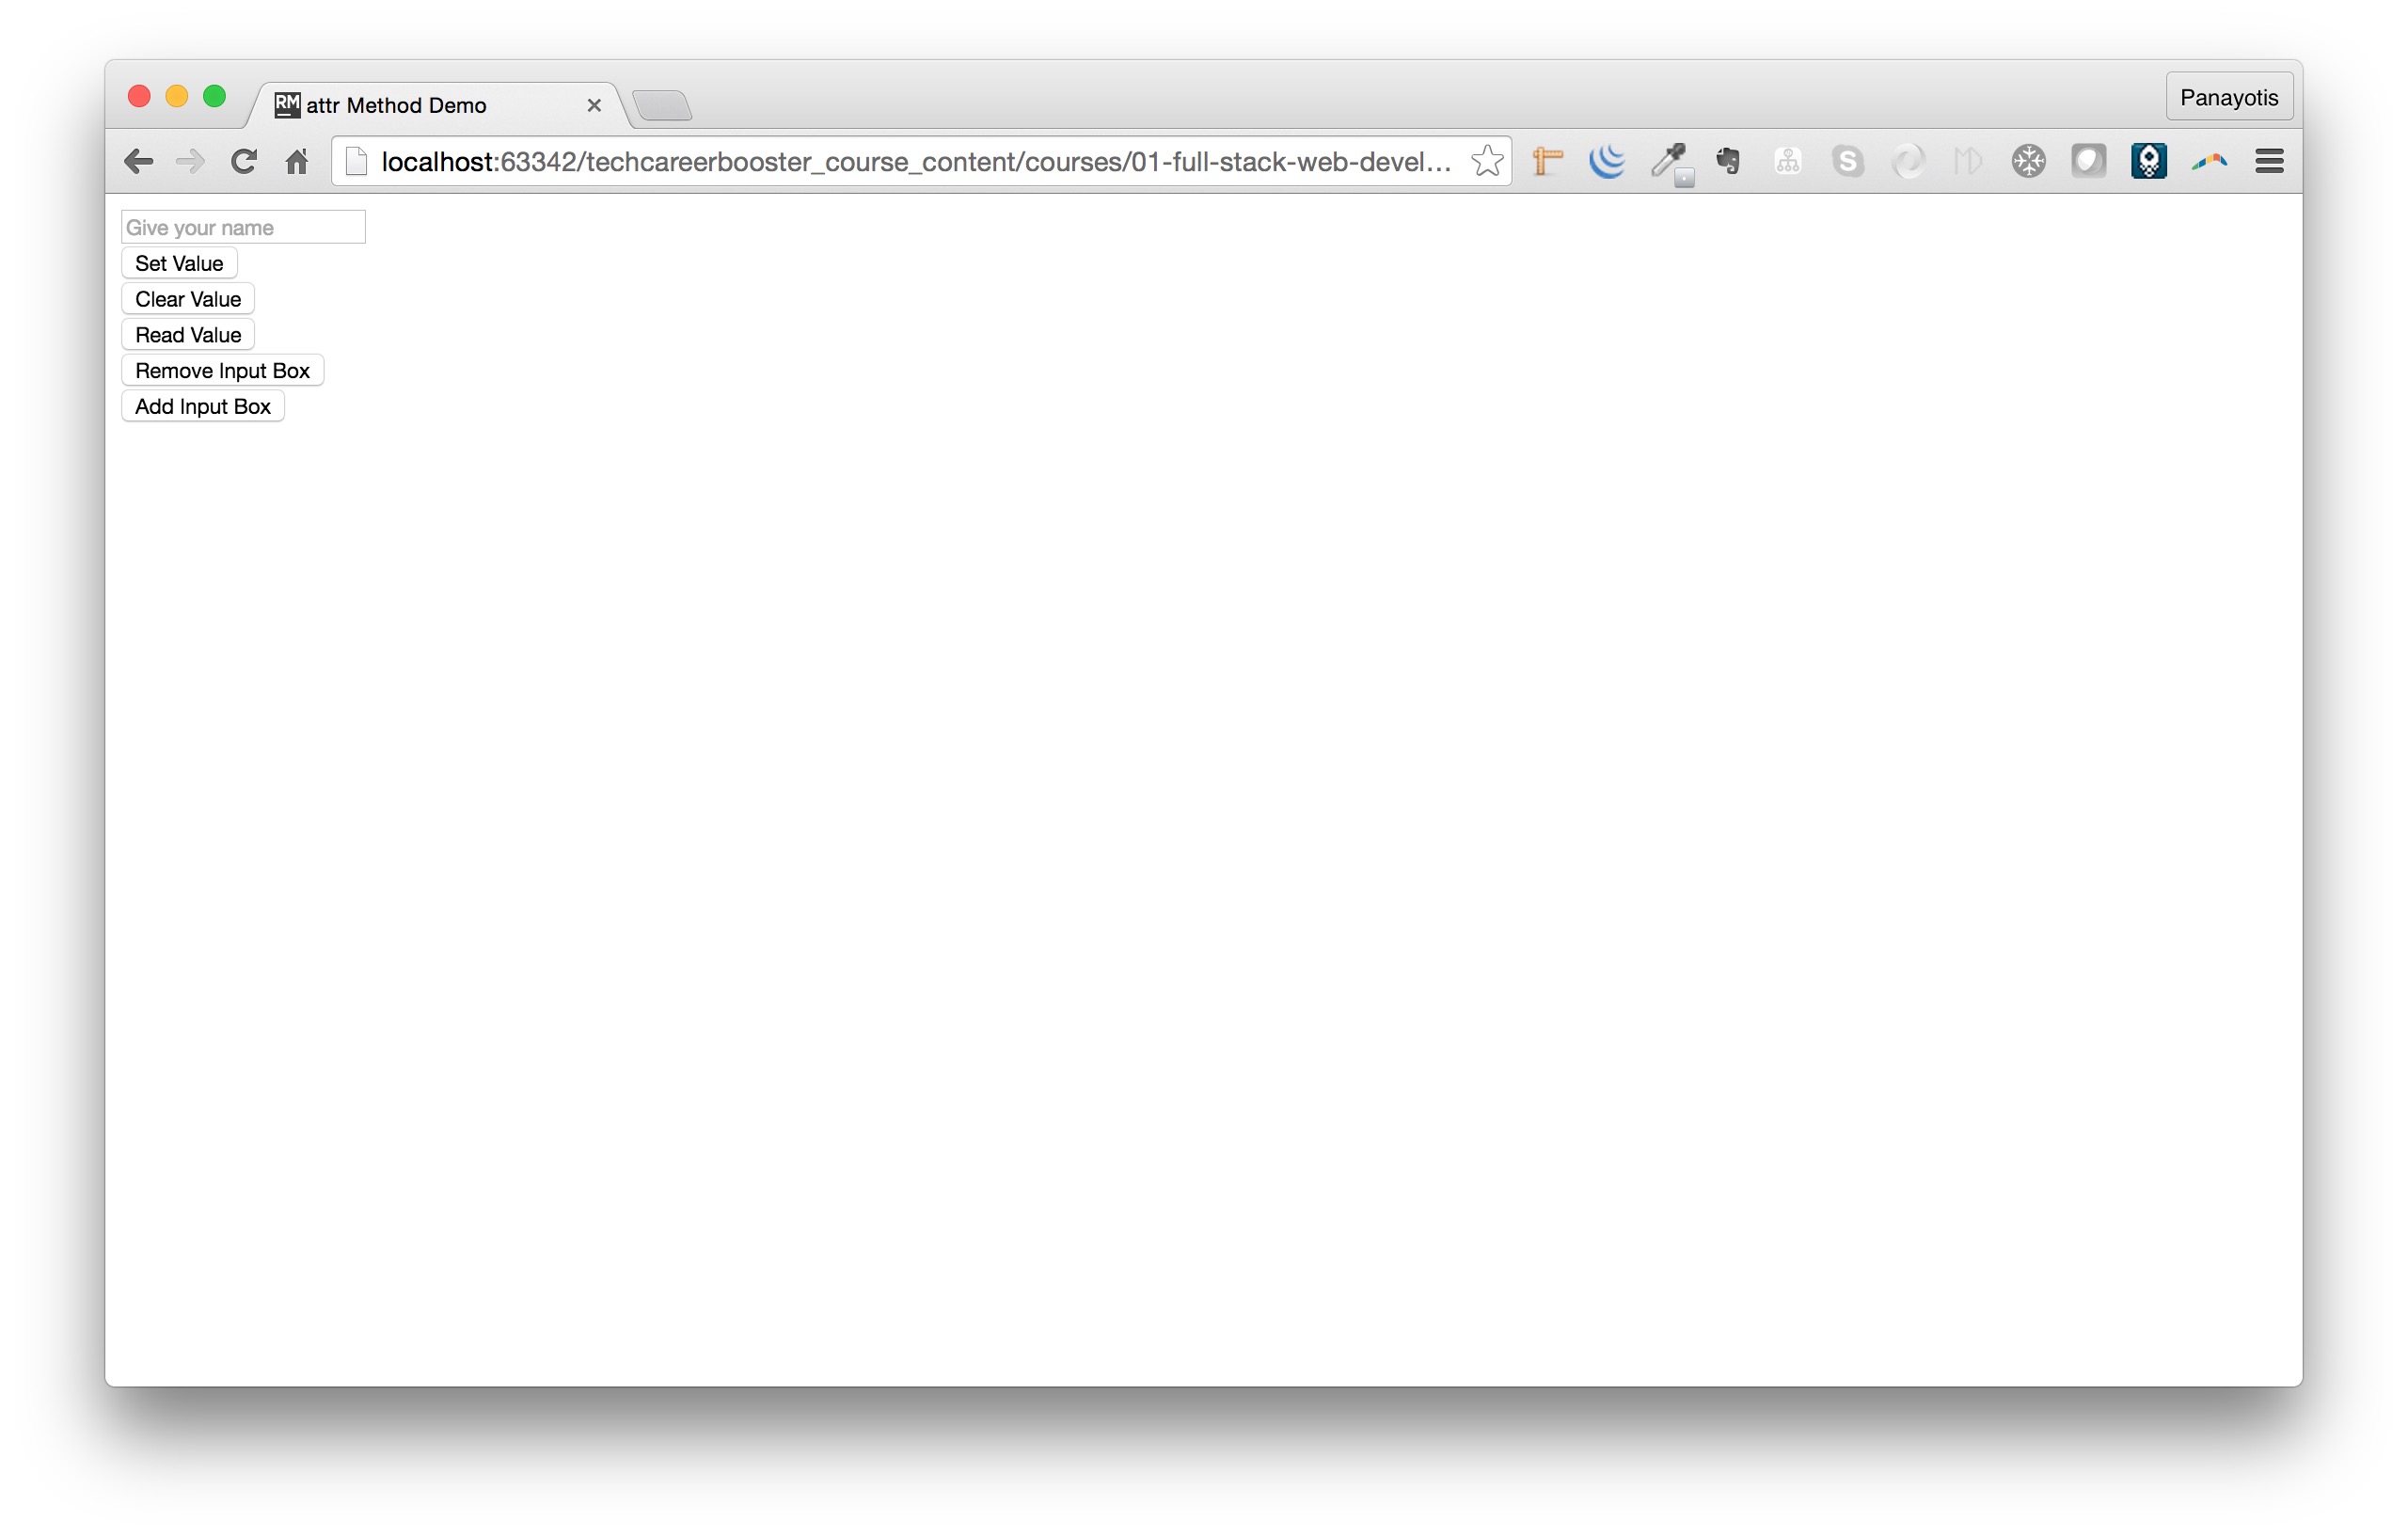 RM attr Method Demo
Panayotis
localhost:63342/techcareerbooster_course_content/courses/01-full-stack-web-devel...
Give your name
Set Value
Clear Value
Read Value
Remove Input Box
Add Input Box